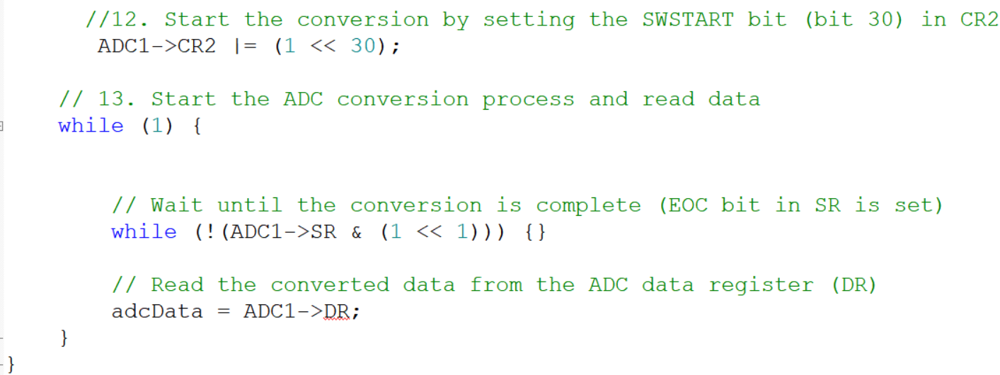 //12. Start the conversion by setting the SWSTART bit (bit 30) in CR2
ADC1->CR2 |= (1 << 30);
// 13. Start the ADC conversion process and read data
while (1) {
// Wait until the conversion is complete (EOC bit in SR is set)
while (!(ADC1->SR & (1 << 1))) {}
// Read the converted data from the ADC data register (DR)
adcData = ADC1->DR;
}
}